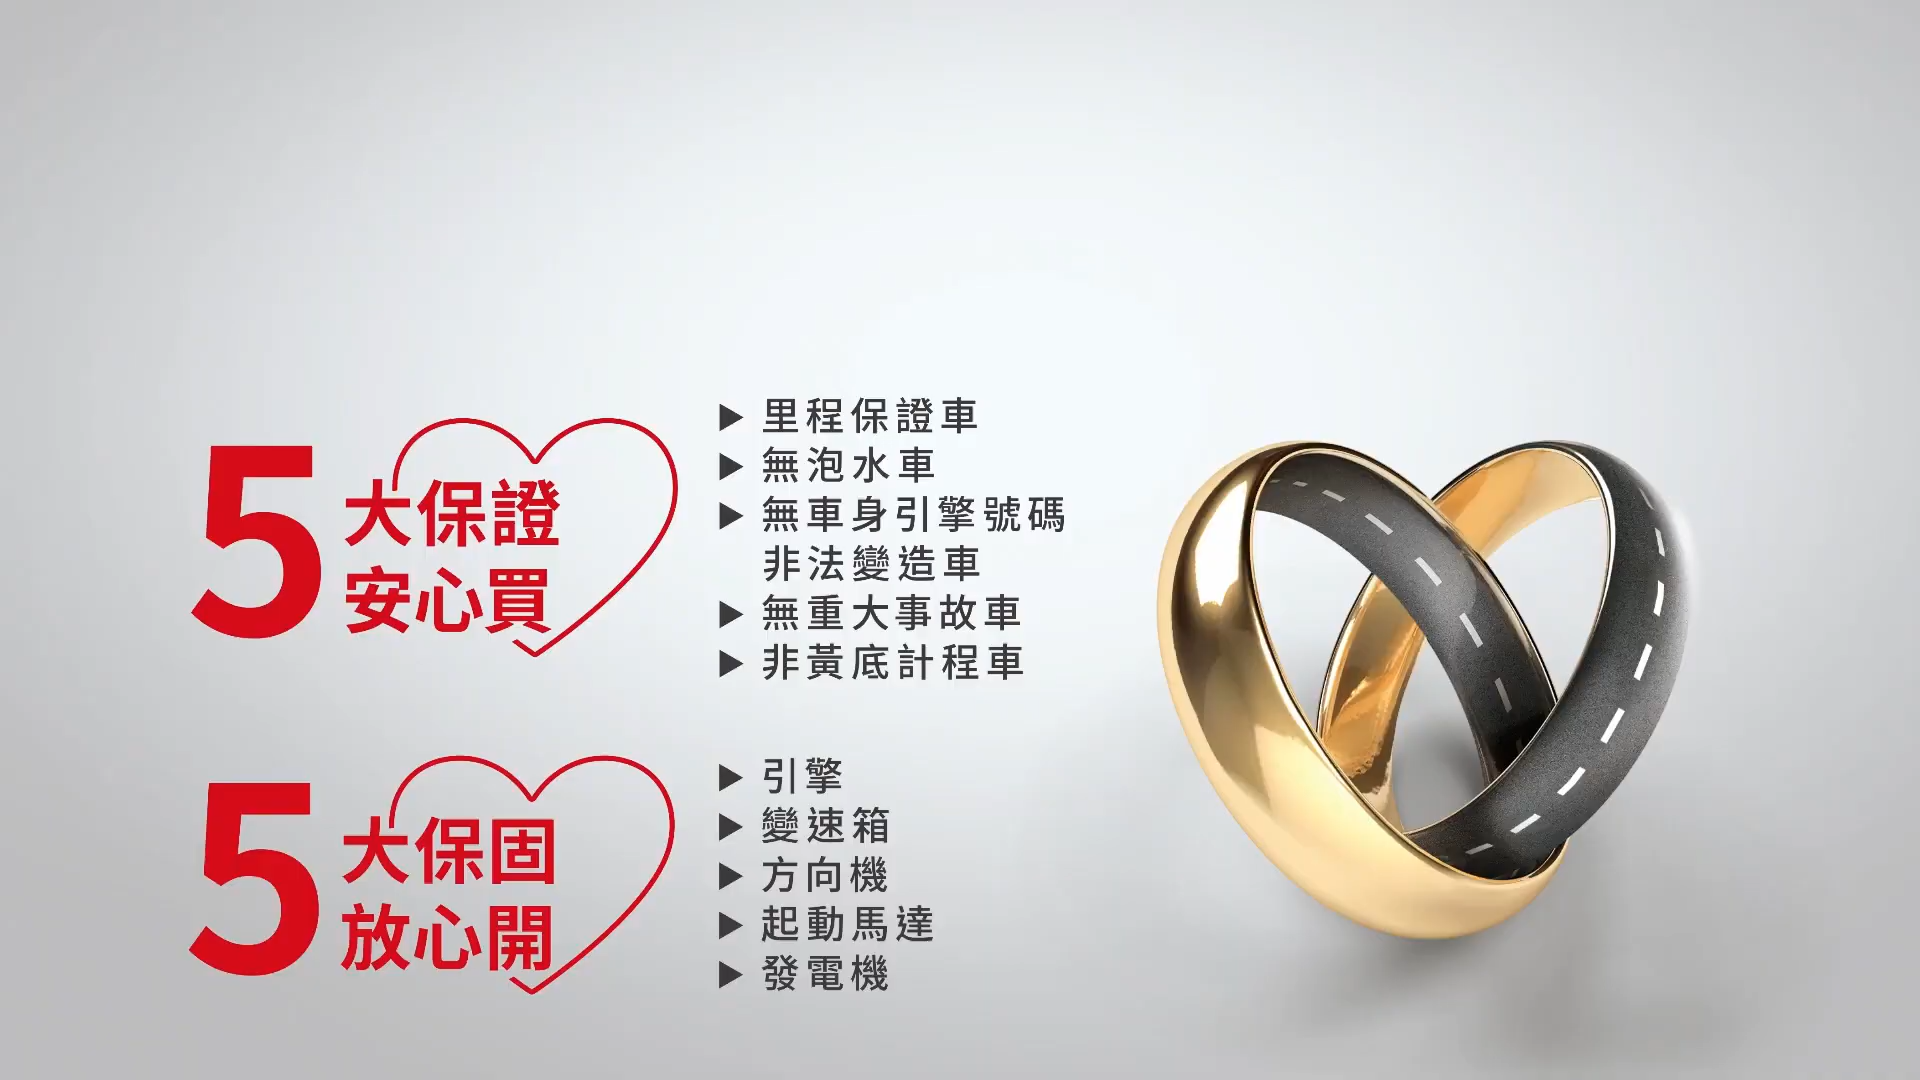 5
大保證
安心買
▶ 里程保證車
▶ 無泡水車
▶ 無車身引擎號碼
非法變造車
▶ 無重大事故車
▶ 非黃底計程車
5
大保固
放心開
▶ 引擎
▶ 變速箱
▶ 方向機
▶ 起動馬達
▶ 發電機